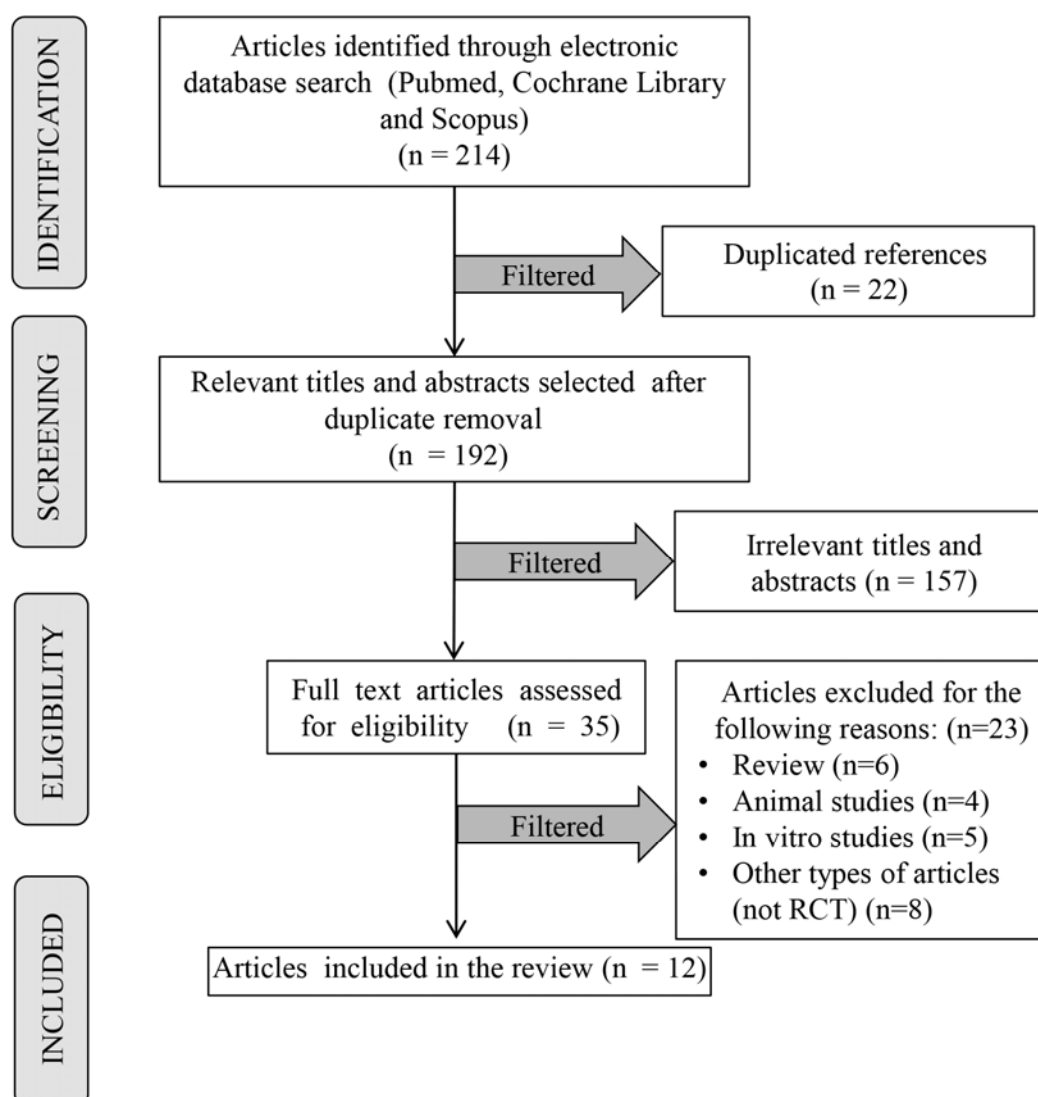 IDENTIFICATION
Articles identified through electronic
database search (Pubmed, Cochrane Library
and Scopus)
(n = 214)
Filtered
Duplicated references
(n = 22)
SCREENING
Relevant titles and abstracts selected after
duplicate removal
(n = 192)
Filtered
Irrelevant titles and
abstracts (n = 157)
ELIGIBILITY
Full text articles assessed
for eligibility (n = 35)
Filtered
Articles excluded for the
following reasons: (n=23)
• Review (n=6)
• Animal studies (n=4)
• In vitro studies (n=5)
• Other types of articles
(not RCT) (n=8)
INCLUDED
Articles included in the review (n = 12)